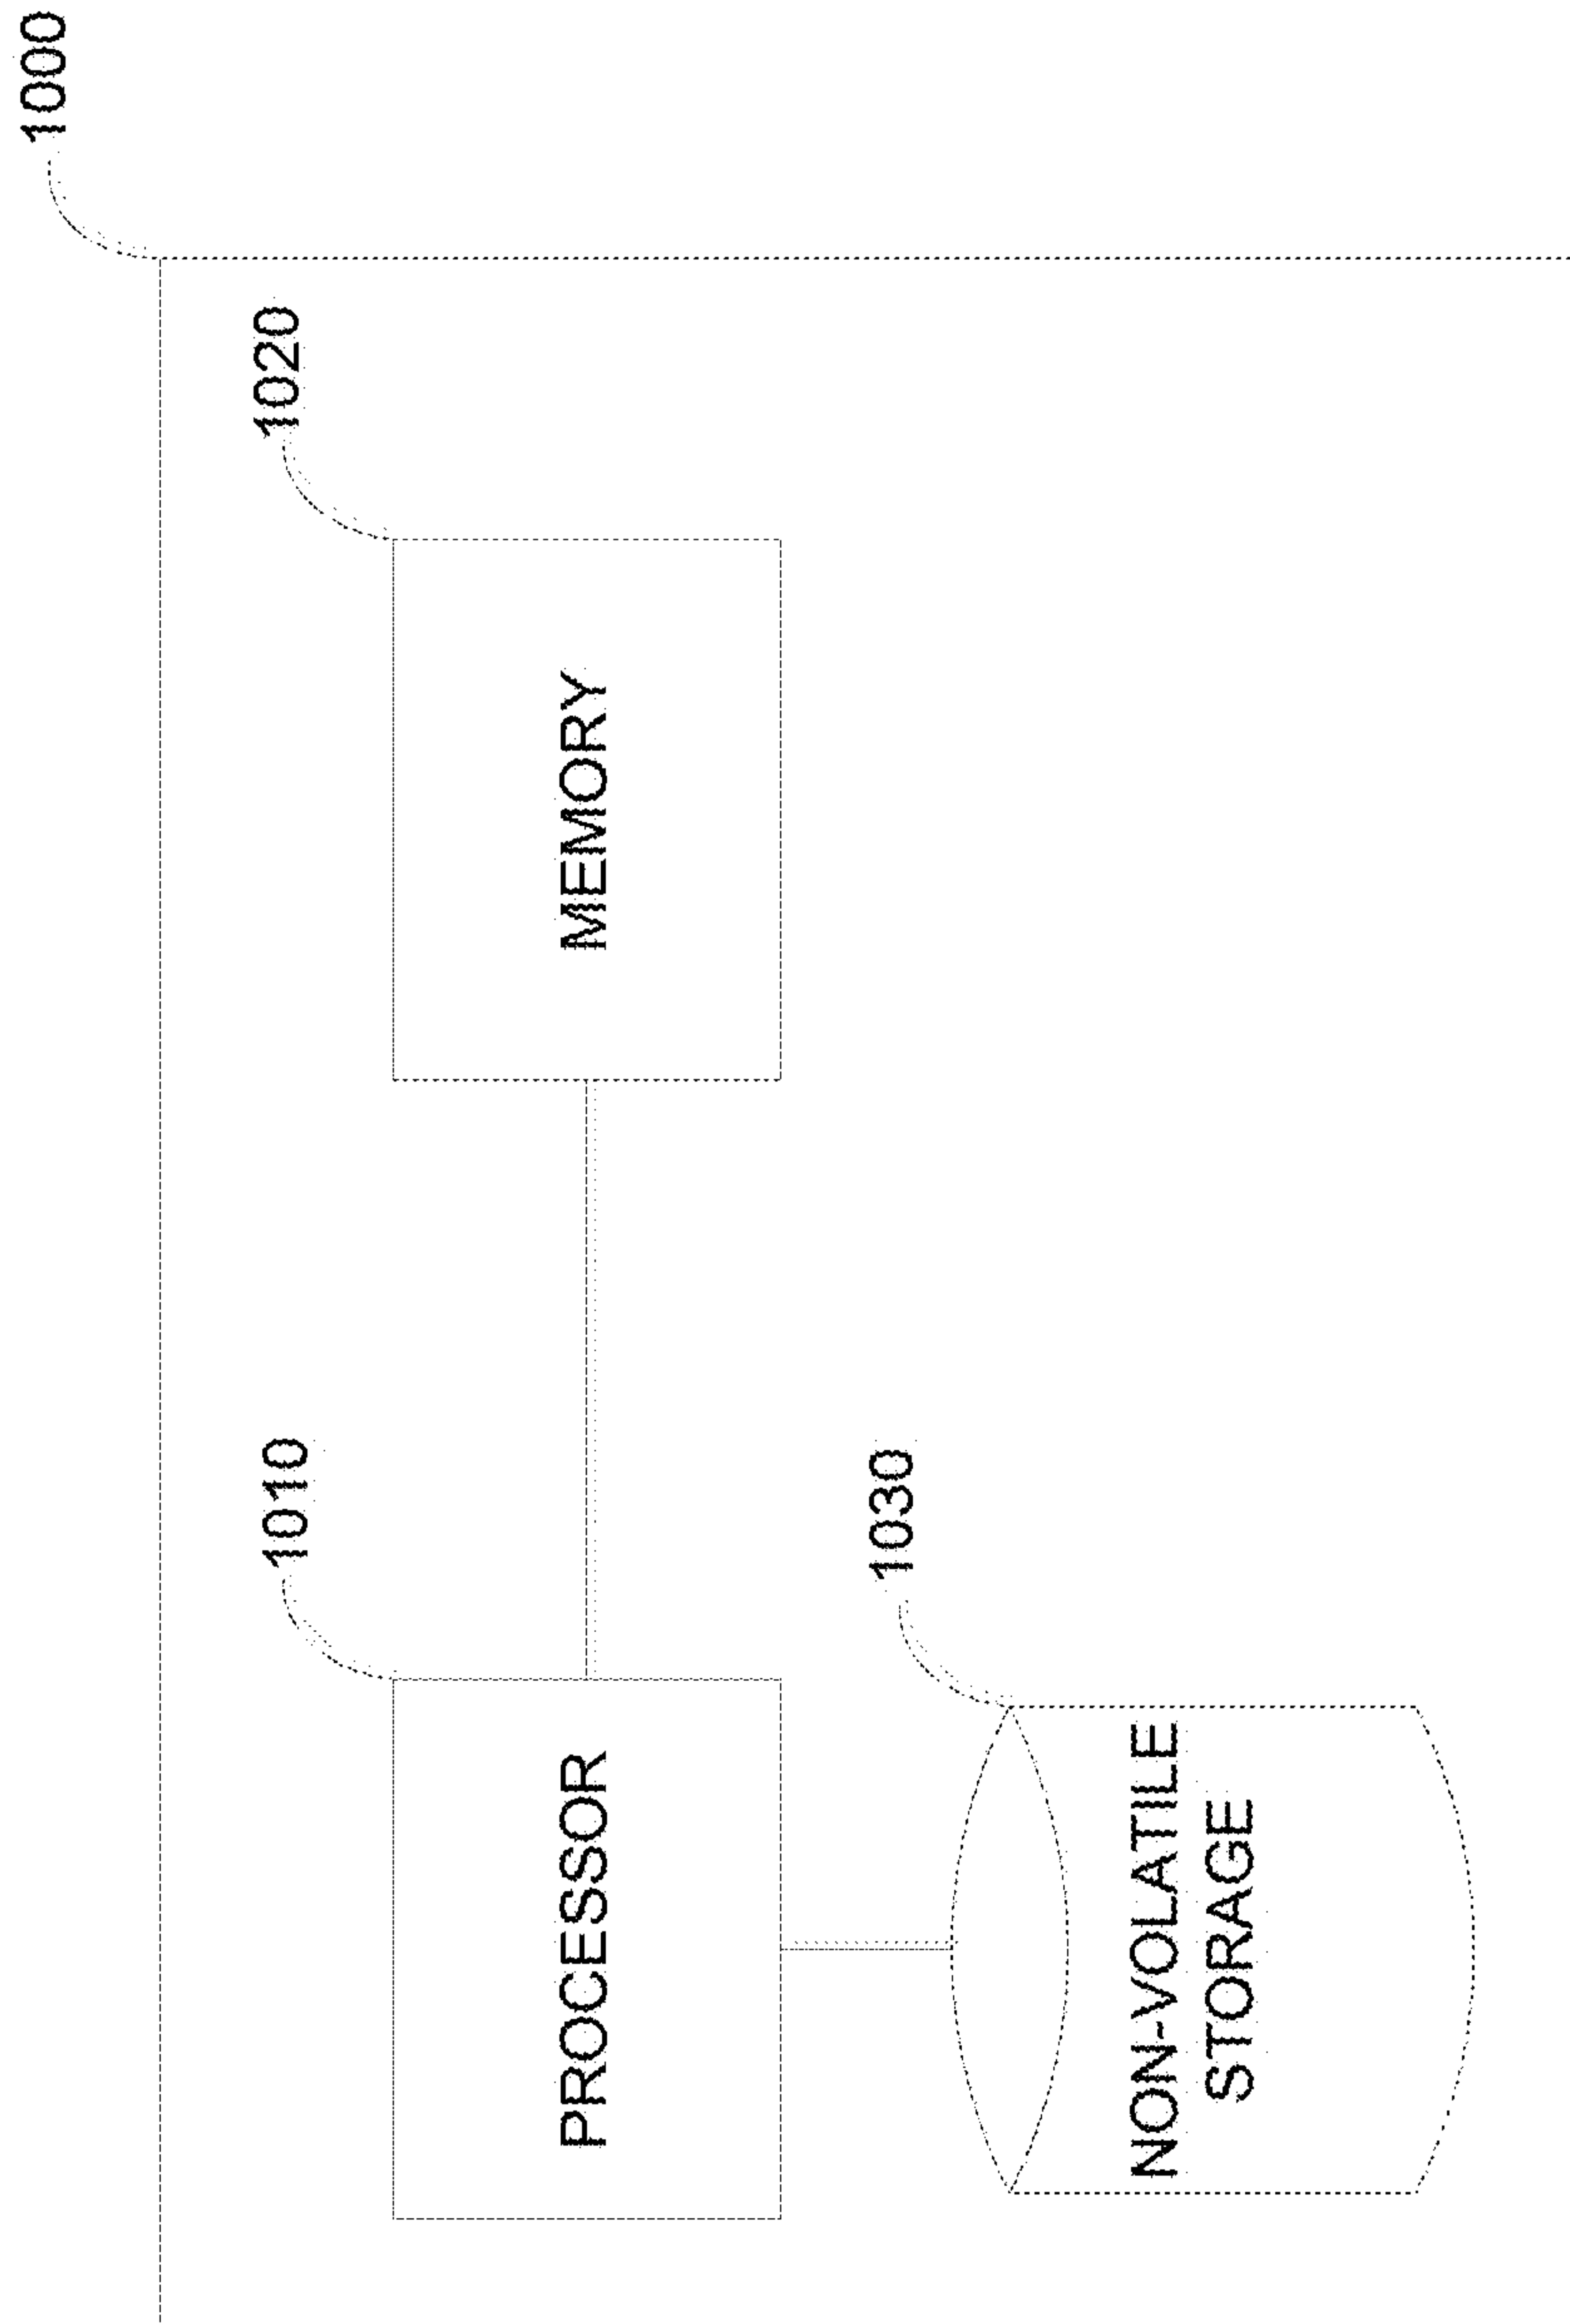 1000
1010
1020
PROCESSOR
MEMORY
1030
NON-VOLATILE
STORAGE